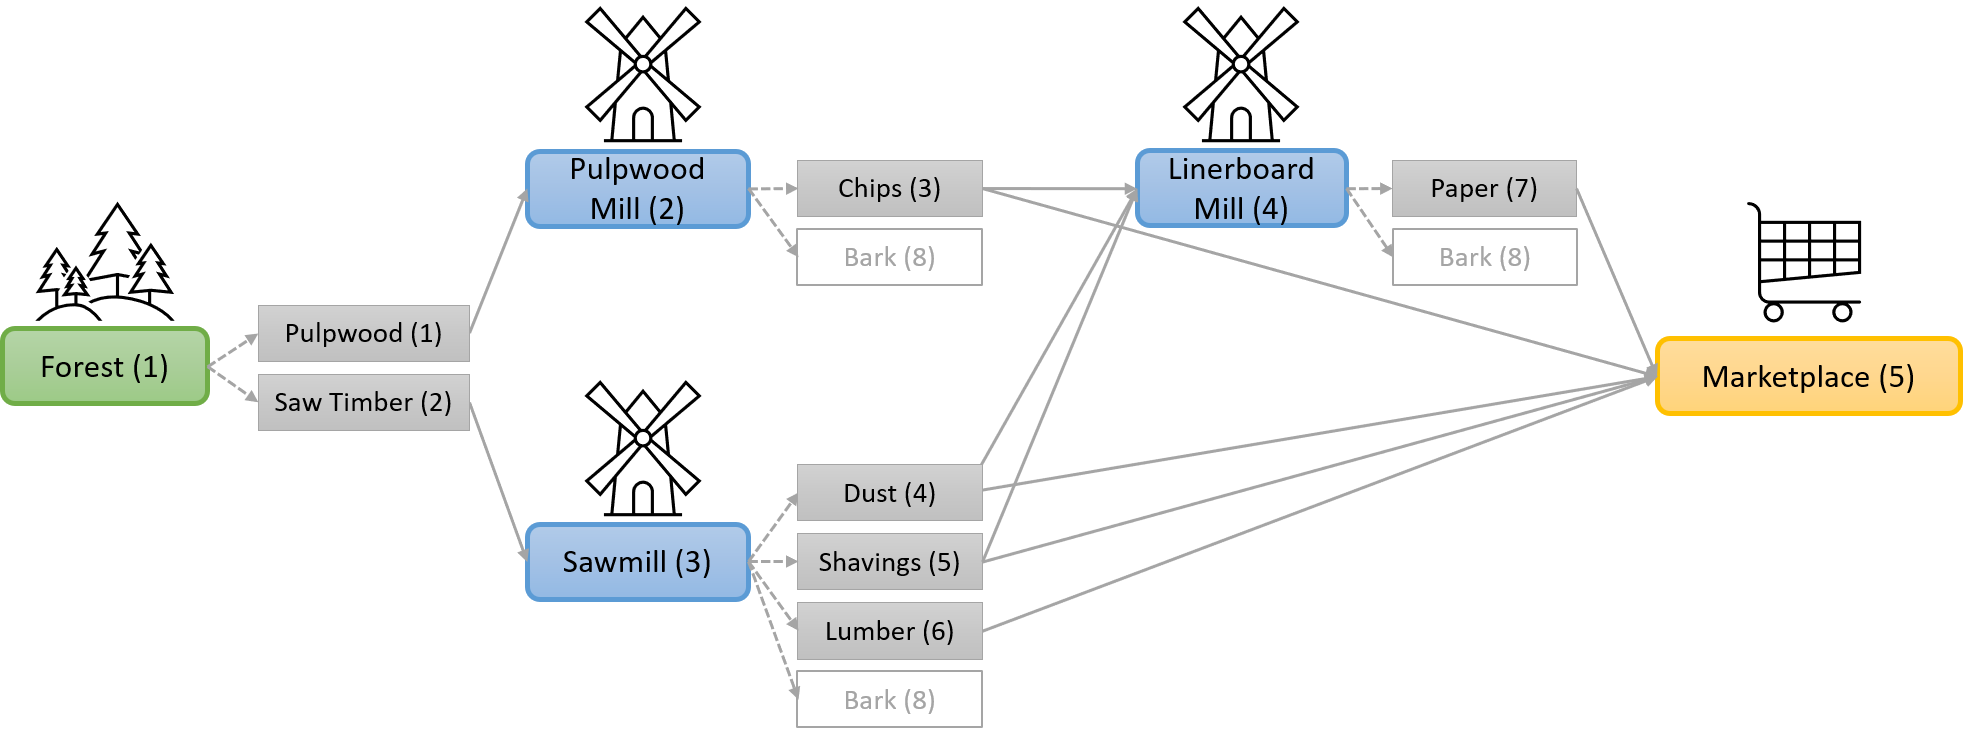 Forest (1)
Pulpwood (1)
Saw Timber (2)
Pulpwood
Mill (2)
Chips (3)
Bark (8)
Sawmill (3)
Dust (4)
Shavings (5)
Lumber (6)
Bark (8)
Linerboard
Mill (4)
Paper (7)
Bark (8)
Marketplace (5)